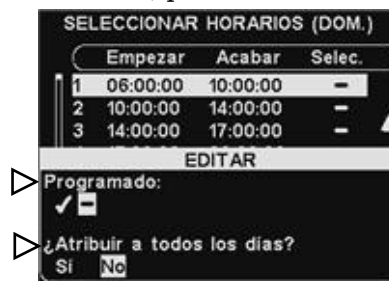 SELECCIONAR HORARIOS (DOM.)
Empezar Acabar Selec.
1 06:00:00 10:00:00 –
2 10:00:00 14:00:00 –
3 14:00:00 17:00:00 –
EDITAR
Programado:
✓ –
¿Atribuir a todos los días?
Sí No